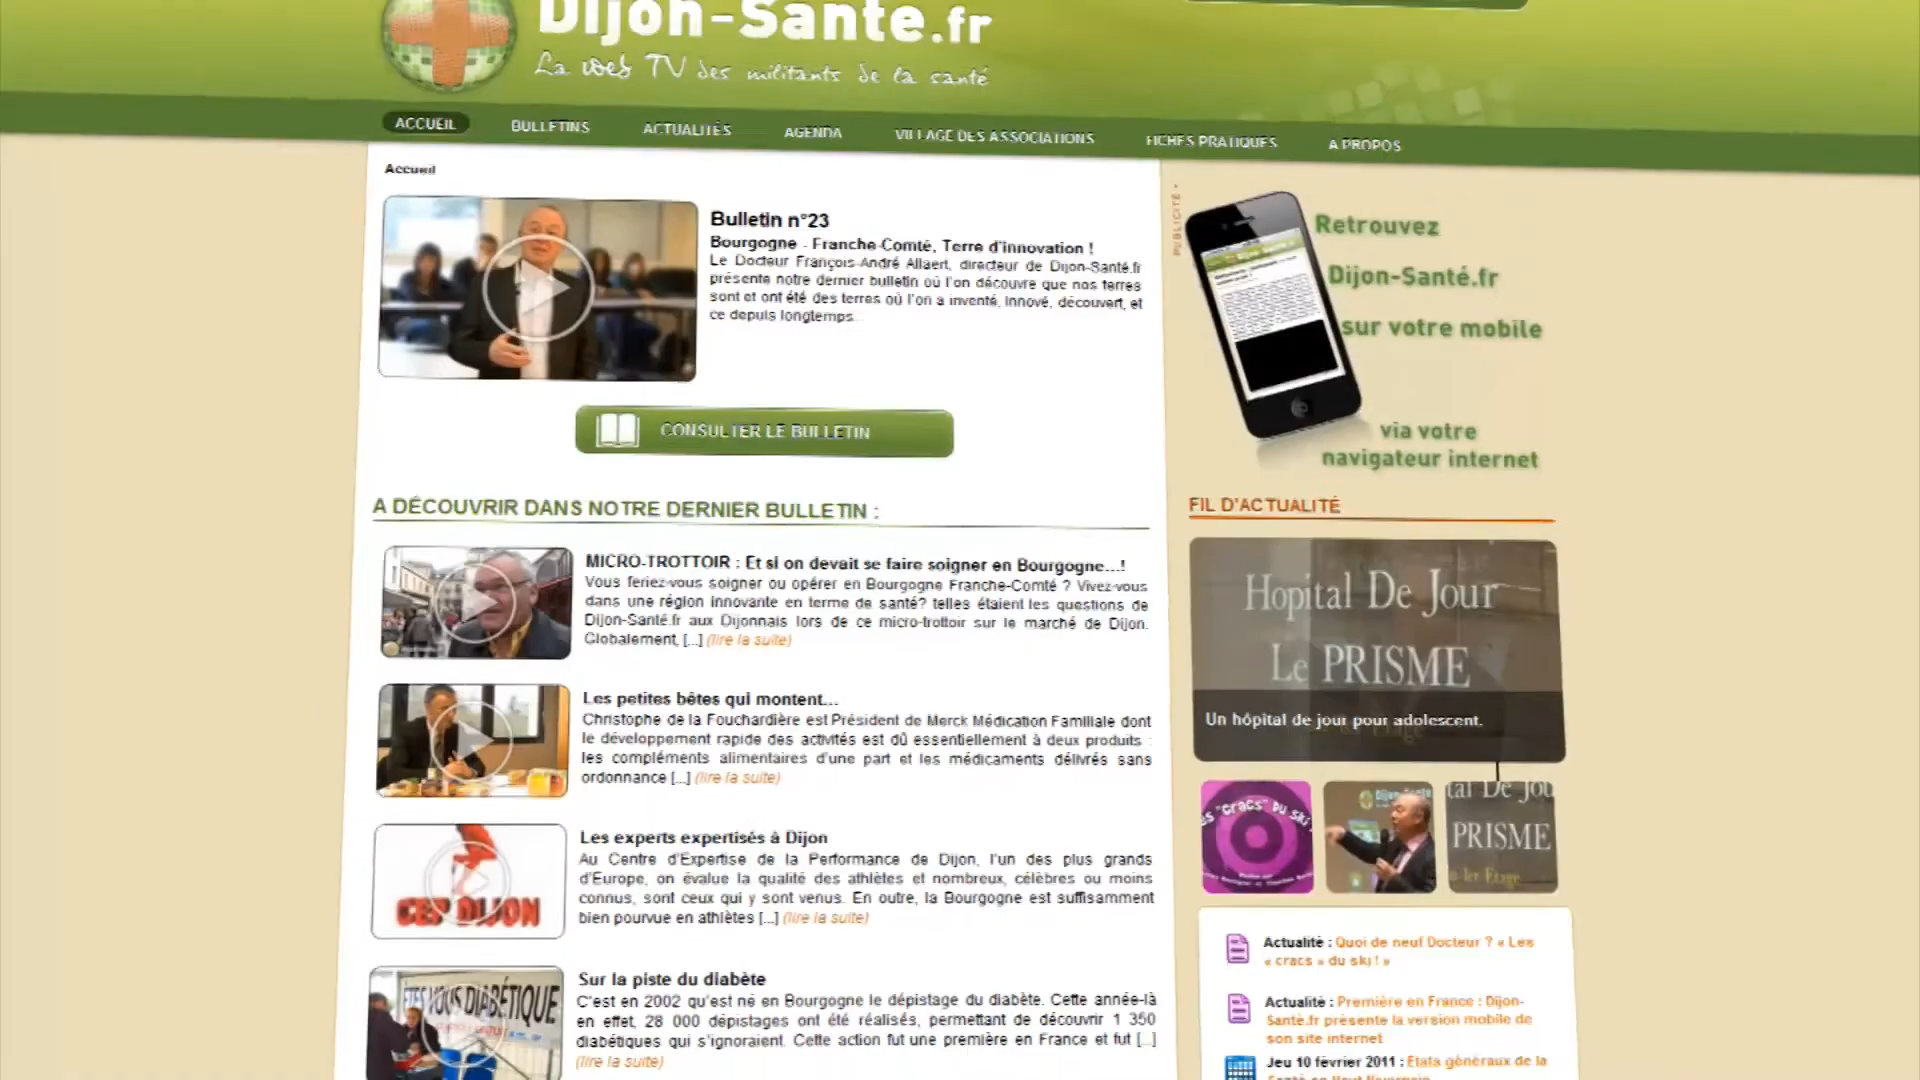 Dijon-Santé.fr
La web TV des militants de la santé
ACCUEIL BULLETINS ACTUALITÉS AGENDA VILLAGE DES ASSOCIATIONS FICHES PRATIQUES A PROPOS
Accueil
Bulletin n°23
Bourgogne - Franche-Comté, Terre d'innovation !
Le Docteur François-André Allaert, directeur de Dijon-Santé.fr
présente notre dernier bulletin où l'on découvre que nos terres
sont et ont été des terres où l'on a inventé, innové, découvert, et
ce depuis longtemps.
CONSULTER LE BULLETIN
A DÉCOUVRIR DANS NOTRE DERNIER BULLETIN :
MICRO-TROTTOIR : Et si on devait se faire soigner en Bourgogne...!
Vous feriez-vous soigner ou opérer en Bourgogne Franche-Comté ? Vivez-vous
dans une région innovante en terme de santé? telles étaient les questions de
Dijon-Santé.fr aux Dijonnais lors de ce micro-trottoir sur le marché de Dijon.
Globalement, [...] (lire la suite)
Les petites bêtes qui montent...
Christophe de la Fouchardière est Président de Merck Médication Familiale dont
le développement rapide des activités est dû essentiellement à deux produits :
les compléments alimentaires d'une part et les médicaments délivrés sans
ordonnance [...] (lire la suite)
CEP DIJON
Les experts expertisés à Dijon
Au Centre d'Expertise de la Performance de Dijon, l'un des plus grands
d'Europe, on évalue la qualité des athlètes et nombreux, célèbres ou moins
connus, sont ceux qui y sont venus. En outre, la Bourgogne est suffisamment
bien pourvue en athlètes [...] (lire la suite)
ÊTES VOUS DIABÉTIQUE
Sur la piste du diabète
C'est en 2002 qu'est né en Bourgogne le dépistage du diabète. Cette année-là
en effet, 28 000 dépistages ont été réalisés, permettant de découvrir 1 350
diabétiques qui s'ignoraient. Cette action fut une première en France et fut [...]
(lire la suite)
PUBLICITÉ
Retrouvez
Dijon-Santé.fr
sur votre mobile
via votre
navigateur internet
FIL D'ACTUALITÉ
Hopital De Jour
Le PRISME
Un hôpital de jour pour adolescent.
"cracs" du ski
Dijon-Santé
tal De Jou
PRISME
1er Etage
Actualité : Quoi de neuf Docteur ? « Les
« cracs » du ski ! »
Actualité : Première en France : Dijon-
Santé.fr présente la version mobile de
son site internet
Jeu 10 février 2011 : Etats généraux de la